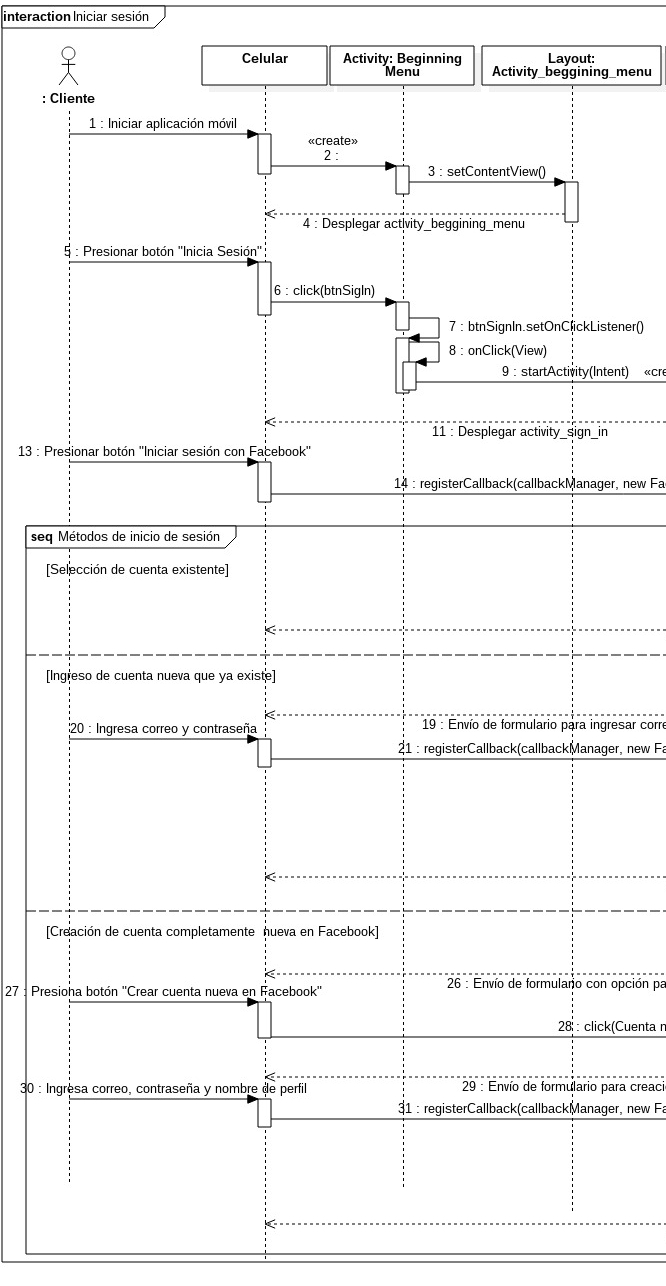 interaction Iniciar sesión
Celular
Activity: Beginning
Menu
Layout:
Activity_beggining_menu
: Cliente
1 : Iniciar aplicación móvil
«create»
2 :
3 : setContentView()
4 : Desplegar activity_beggining_menu
5 : Presionar botón "Inicia Sesión"
6 : click(btnSigIn)
7 : btnSignIn.setOnClickListener()
8 : onClick(View)
9 : startActivity(Intent) «cre
11 : Desplegar activity_sign_in
13 : Presionar botón "Iniciar sesión con Facebook"
14 : registerCallback(callbackManager, new Fa
seq Métodos de inicio de sesión
[Selección de cuenta existente]
[Ingreso de cuenta nueva que ya existe]
19 : Envío de formulario para ingresar corre
20 : Ingresa correo y contraseña
21 : registerCallback(callbackManager, new Fa
[Creación de cuenta completamente nueva en Facebook]
26 : Envío de formulario con opción pa
27 : Presiona botón "Crear cuenta nueva en Facebook"
28 : click(Cuenta n
29 : Envío de formulario para creació
30 : Ingresa correo, contraseña y nombre de perfil
31 : registerCallback(callbackManager, new Fa